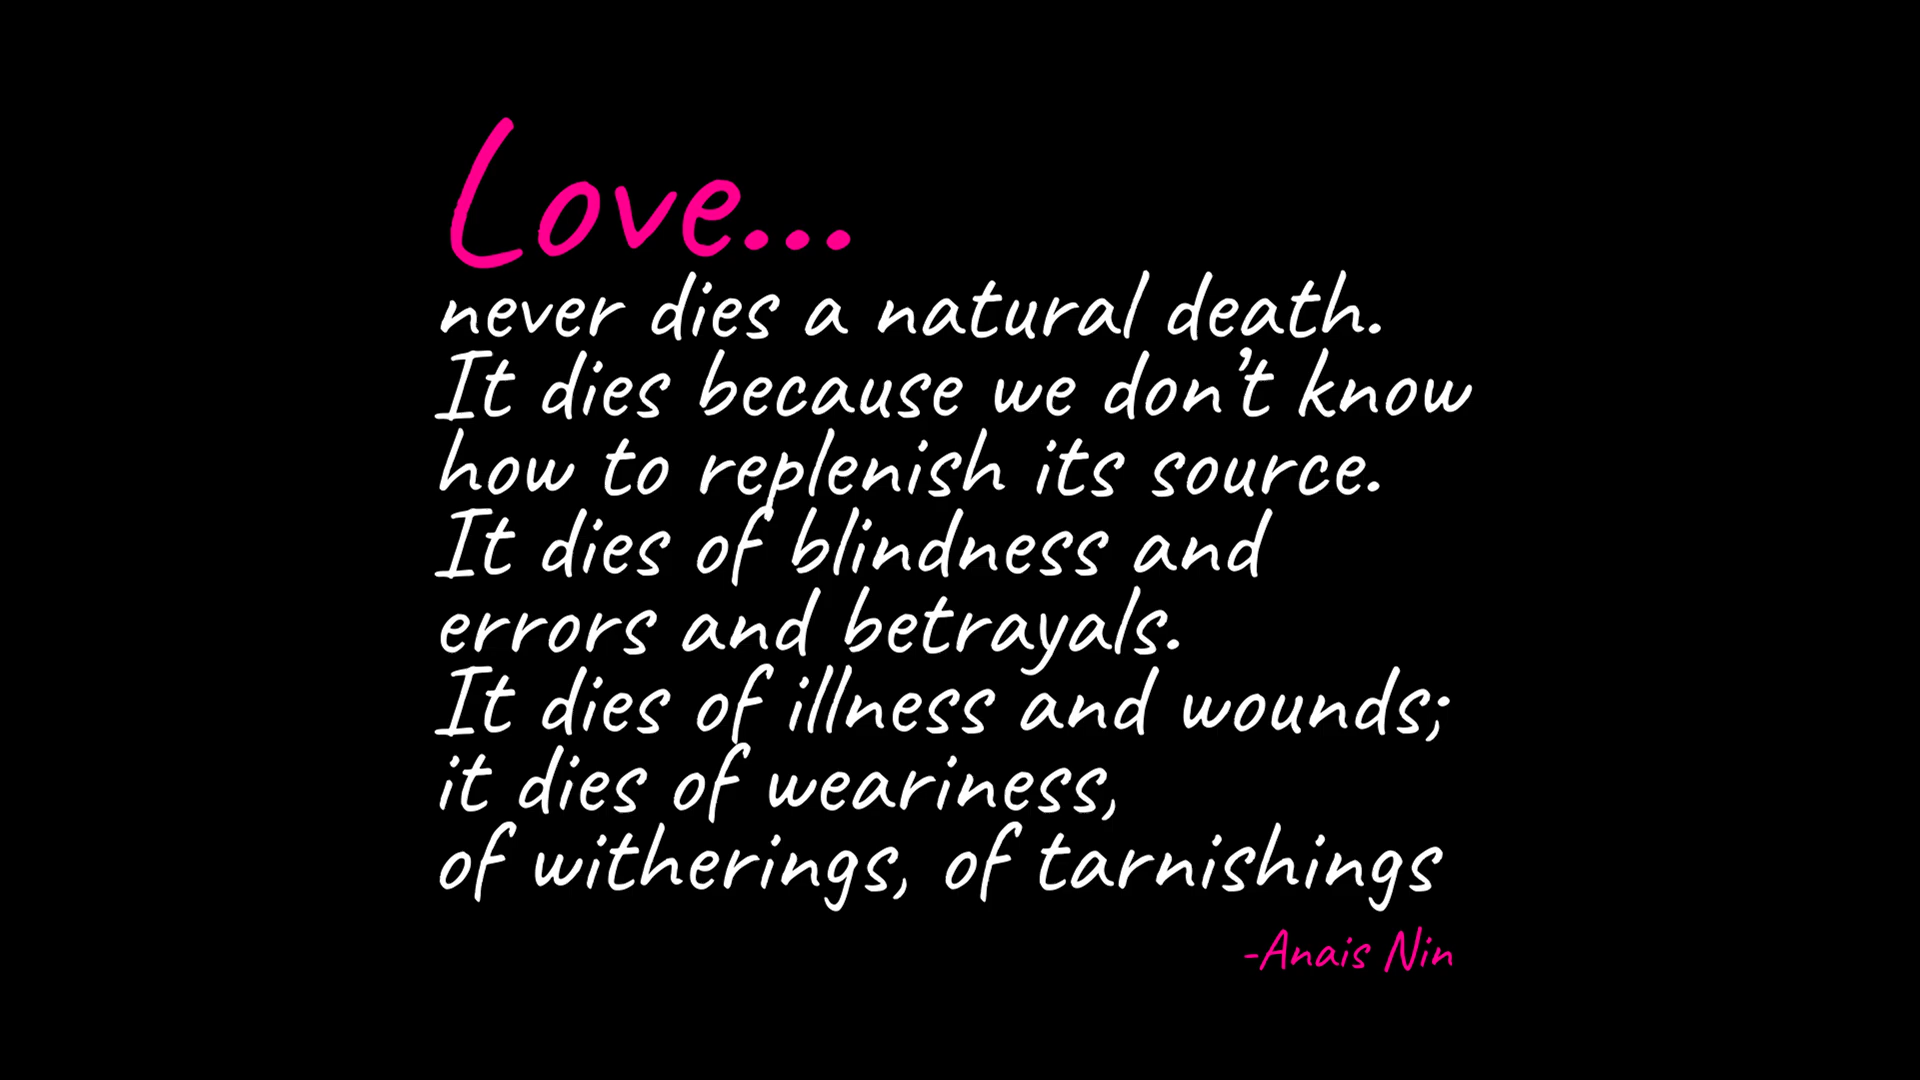 Love...
never dies a natural death.
It dies because we don’t know
how to replenish its source.
It dies of blindness and
errors and betrayals.
It dies of illness and wounds;
it dies of weariness,
of witherings, of tarnishings
-Anais Nin